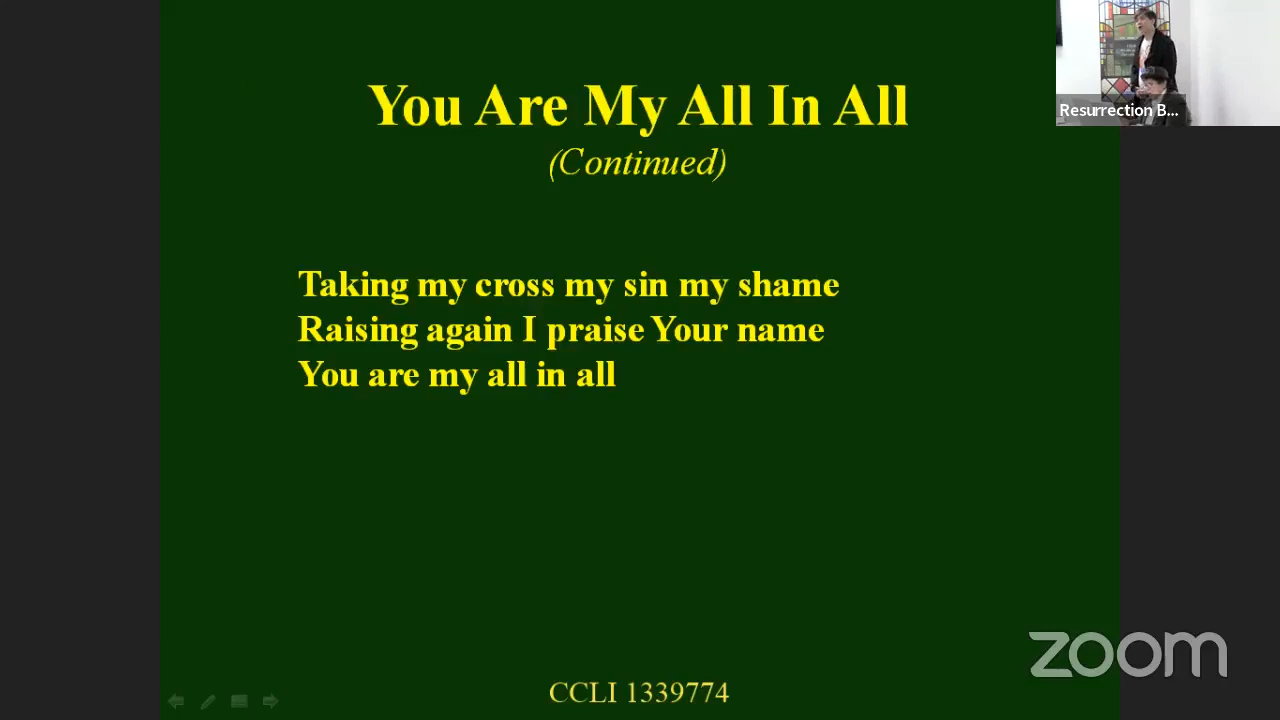 You Are My All In All
(Continued)
Taking my cross my sin my shame
Raising again I praise Your name
You are my all in all
CCLI 1339774
Resurrection B...
zoom